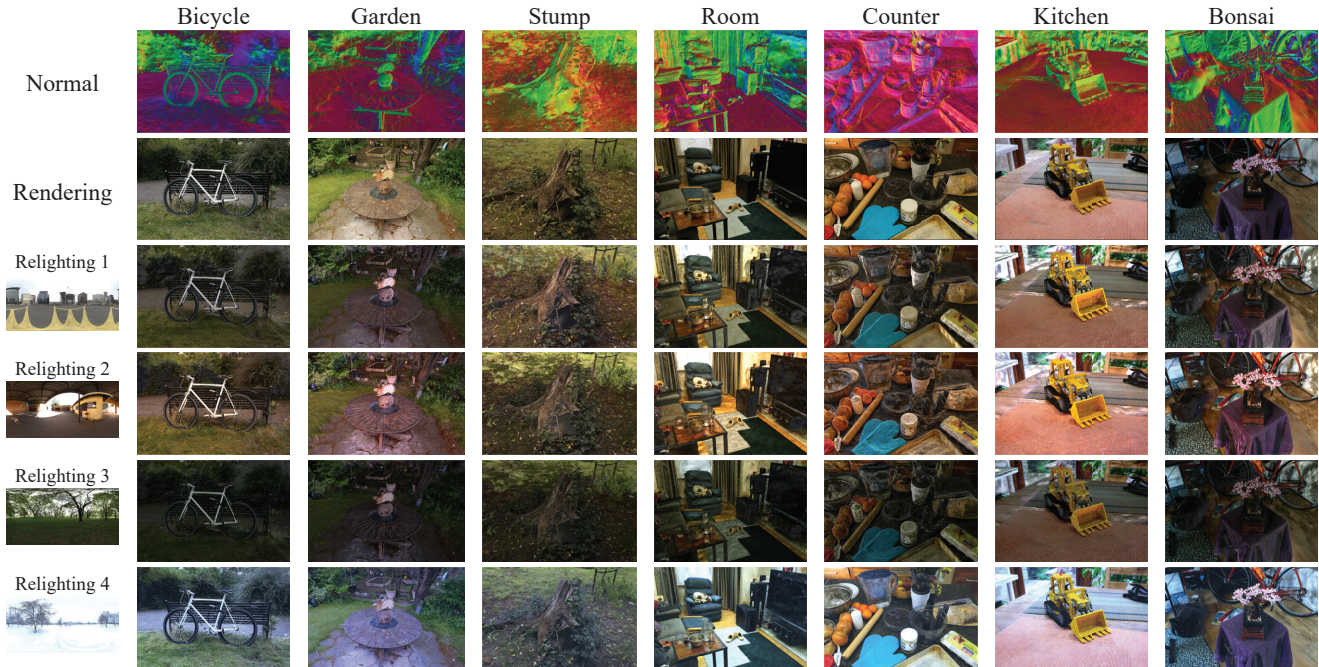 Bicycle Garden Stump Room Counter Kitchen Bonsai
Normal
Rendering
Relighting 1
Relighting 2
Relighting 3
Relighting 4